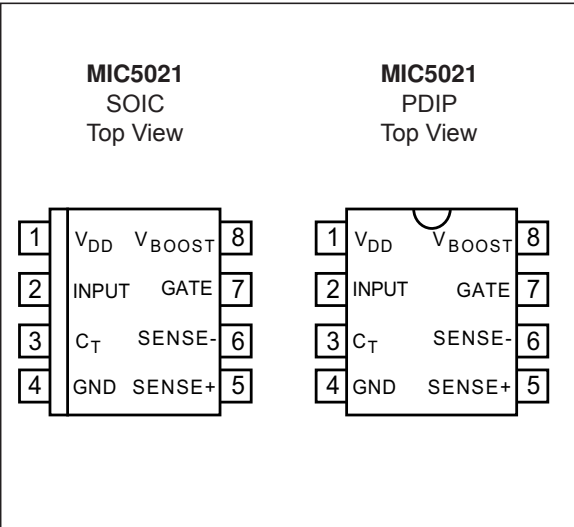 MIC5021
SOIC
Top View
1 VDD VBOOST 8
2 INPUT GATE 7
3 CT SENSE- 6
4 GND SENSE+ 5
MIC5021
PDIP
Top View
1 VDD VBOOST 8
2 INPUT GATE 7
3 CT SENSE- 6
4 GND SENSE+ 5